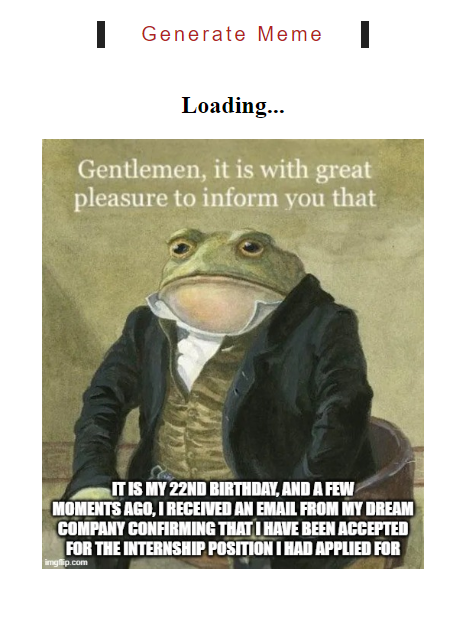 Generate Meme
Loading...
Gentlemen, it is with great
pleasure to inform you that
IT IS MY 22ND BIRTHDAY, AND A FEW
MOMENTS AGO, I RECEIVED AN EMAIL FROM MY DREAM
COMPANY CONFIRMING THAT I HAVE BEEN ACCEPTED
FOR THE INTERNSHIP POSITION I HAD APPLIED FOR
imgflip.com